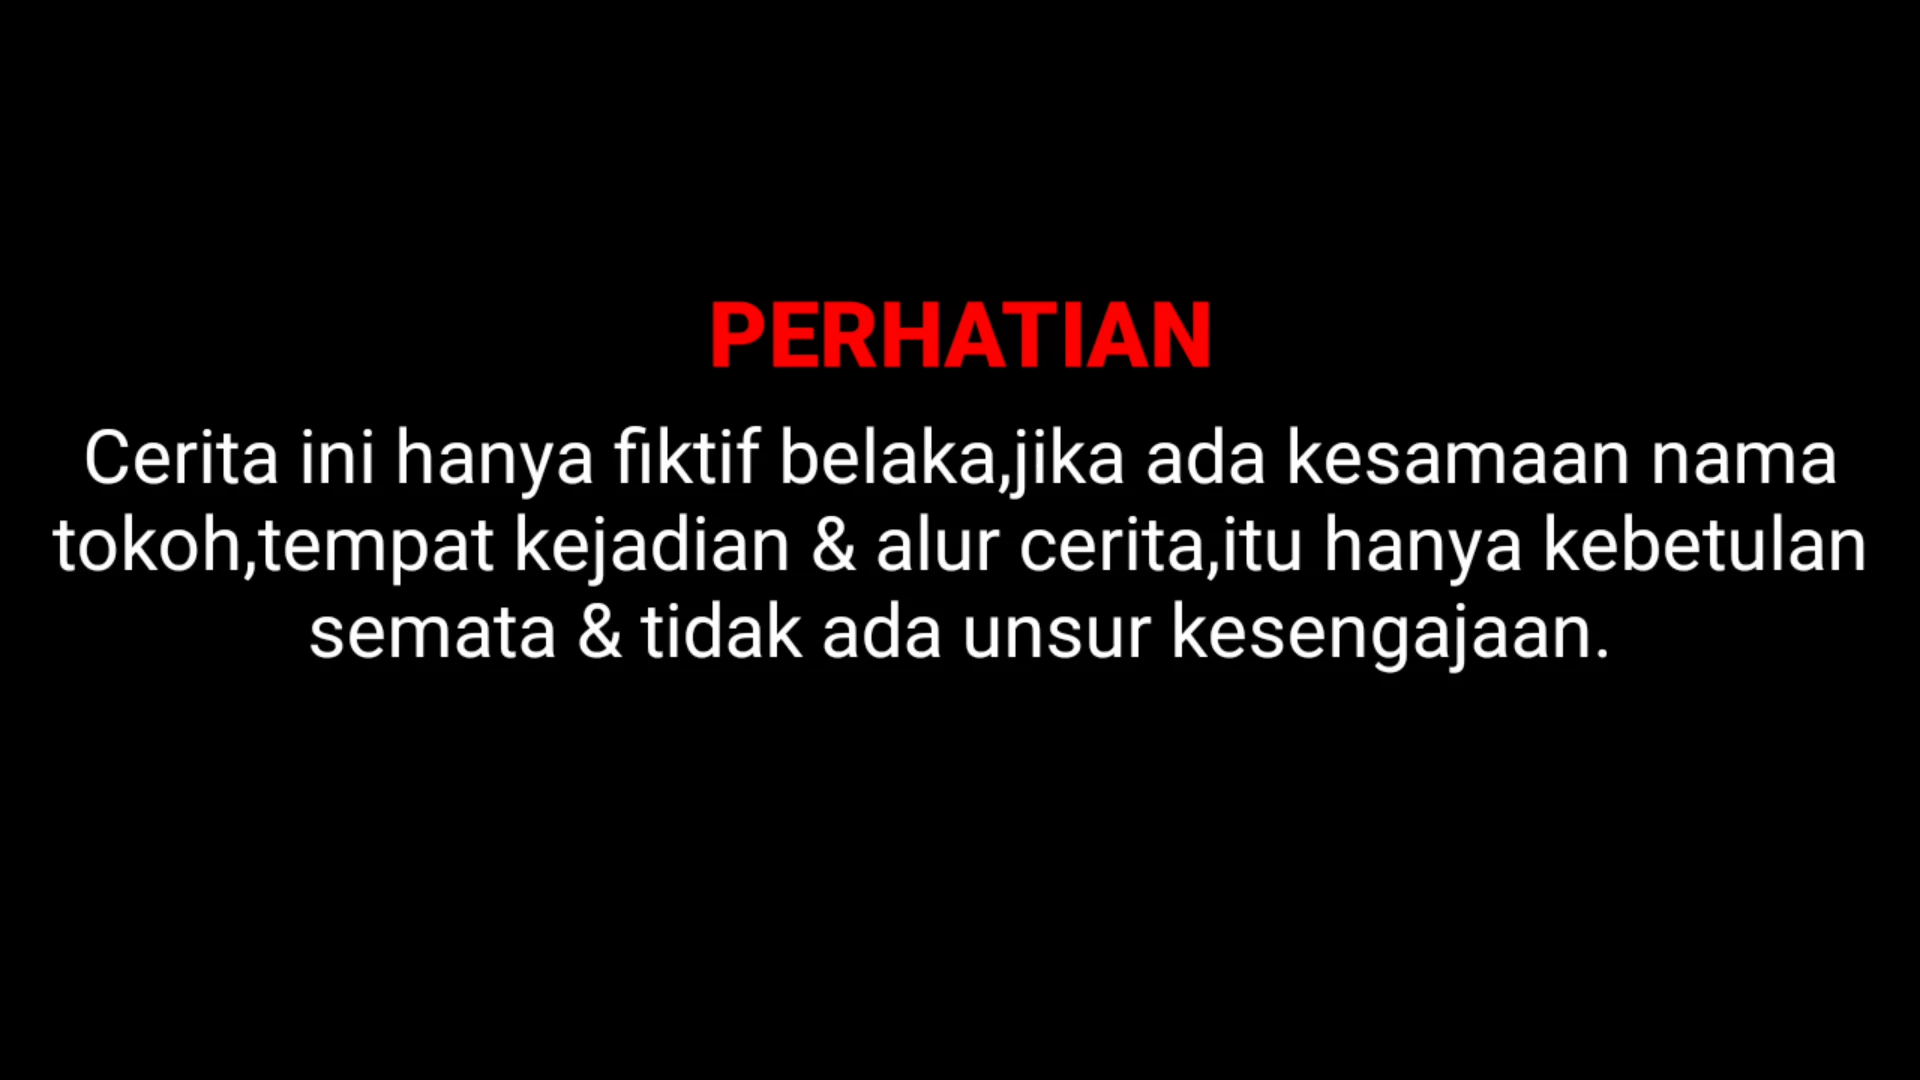 PERHATIAN
Cerita ini hanya fiktif belaka,jika ada kesamaan nama
tokoh,tempat kejadian & alur cerita,itu hanya kebetulan
semata & tidak ada unsur kesengajaan.